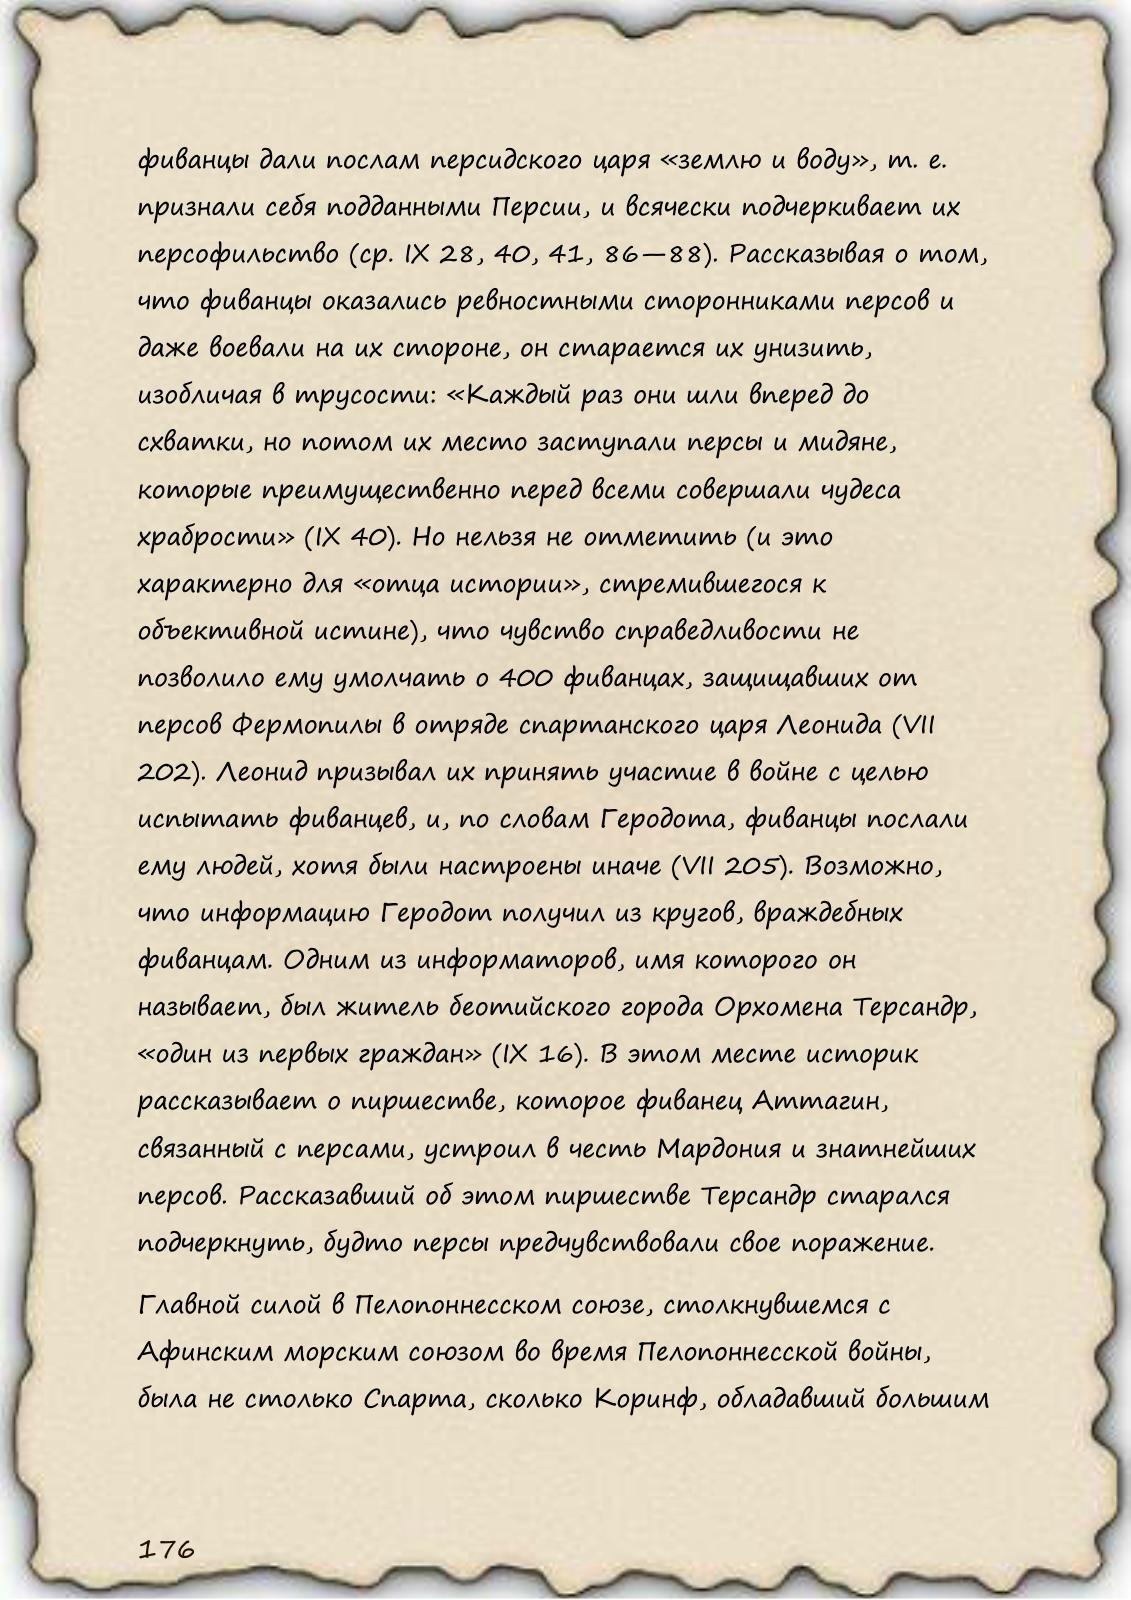 фиванцы дали послам персидского царя «землю и воду», т. е.
признали себя подданными Персии, и всячески подчеркивает их
персофильство (ср. IX 28, 40, 41, 86—88). Рассказывая о том,
что фиванцы оказались ревностными сторонниками персов и
даже воевали на их стороне, он старается их унизить,
изобличая в трусости: «Каждый раз они шли вперед до
схватки, но потом их место заступали персы и мидяне,
которые преимущественно перед всеми совершали чудеса
храбрости» (IX 40). Но нельзя не отметить (и это
характерно для «отца истории», стремившегося к
объективной истине), что чувство справедливости не
позволило ему умолчать о 400 фиванцах, защищавших от
персов Фермопилы в отряде спартанского царя Леонида (VII
202). Леонид призывал их принять участие в войне с целью
испытать фиванцев, и, по словам Геродота, фиванцы послали
ему людей, хотя были настроены иначе (VII 205). Возможно,
что информацию Геродот получил из кругов, враждебных
фиванцам. Одним из информаторов, имя которого он
называет, был житель беотийского города Орхомена Терсандр,
«один из первых граждан» (IX 16). В этом месте историк
рассказывает о пиршестве, которое фиванец Аттагин,
связанный с персами, устроил в честь Мардония и знатнейших
персов. Рассказавший об этом пиршестве Терсандр старался
подчеркнуть, будто персы предчувствовали свое поражение.
Главной силой в Пелопоннесском союзе, столкнувшемся с
Афинским морским союзом во время Пелопоннесской войны,
была не столько Спарта, сколько Коринф, обладавший большим
176